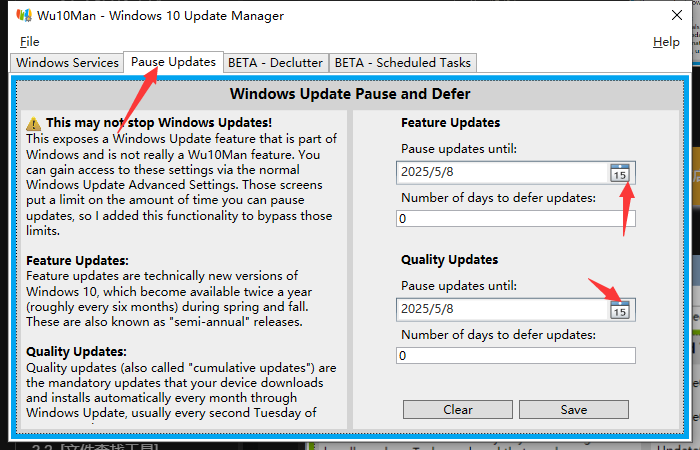 Wu10Man - Windows 10 Update Manager
File
Help
Windows Services
Pause Updates
BETA - Declutter
BETA - Scheduled Tasks
Windows Update Pause and Defer
This may not stop Windows Updates!
This exposes a Windows Update feature that is part of
Windows and is not really a Wu10Man feature. You
can gain access to these settings via the normal
Windows Update Advanced Settings. Those screens
put a limit on the amount of time you can pause
updates, so I added this functionality to bypass those
limits.
Feature Updates:
Feature updates are technically new versions of
Windows 10, which become available twice a year
(roughly every six months) during spring and fall.
These are also known as "semi-annual" releases.
Quality Updates:
Quality updates (also called "cumulative updates") are
the mandatory updates that your device downloads
and installs automatically every month through
Windows Update, usually every second Tuesday of
Feature Updates
Pause updates until:
2025/5/8
15
Number of days to defer updates:
0
Quality Updates
Pause updates until:
2025/5/8
15
Number of days to defer updates:
0
Clear
Save